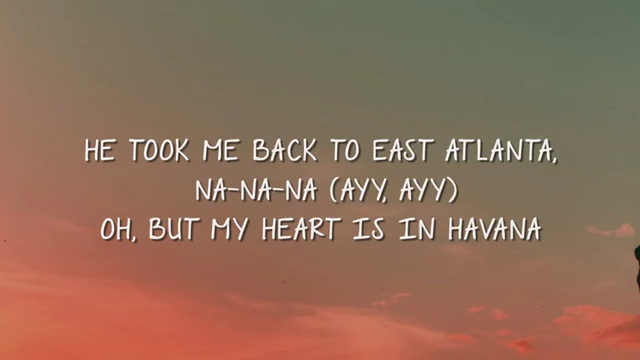 HE TOOK ME BACK TO EAST ATLANTA,
NA-NA-NA (AYY, AYY)
OH, BUT MY HEART IS IN HAVANA